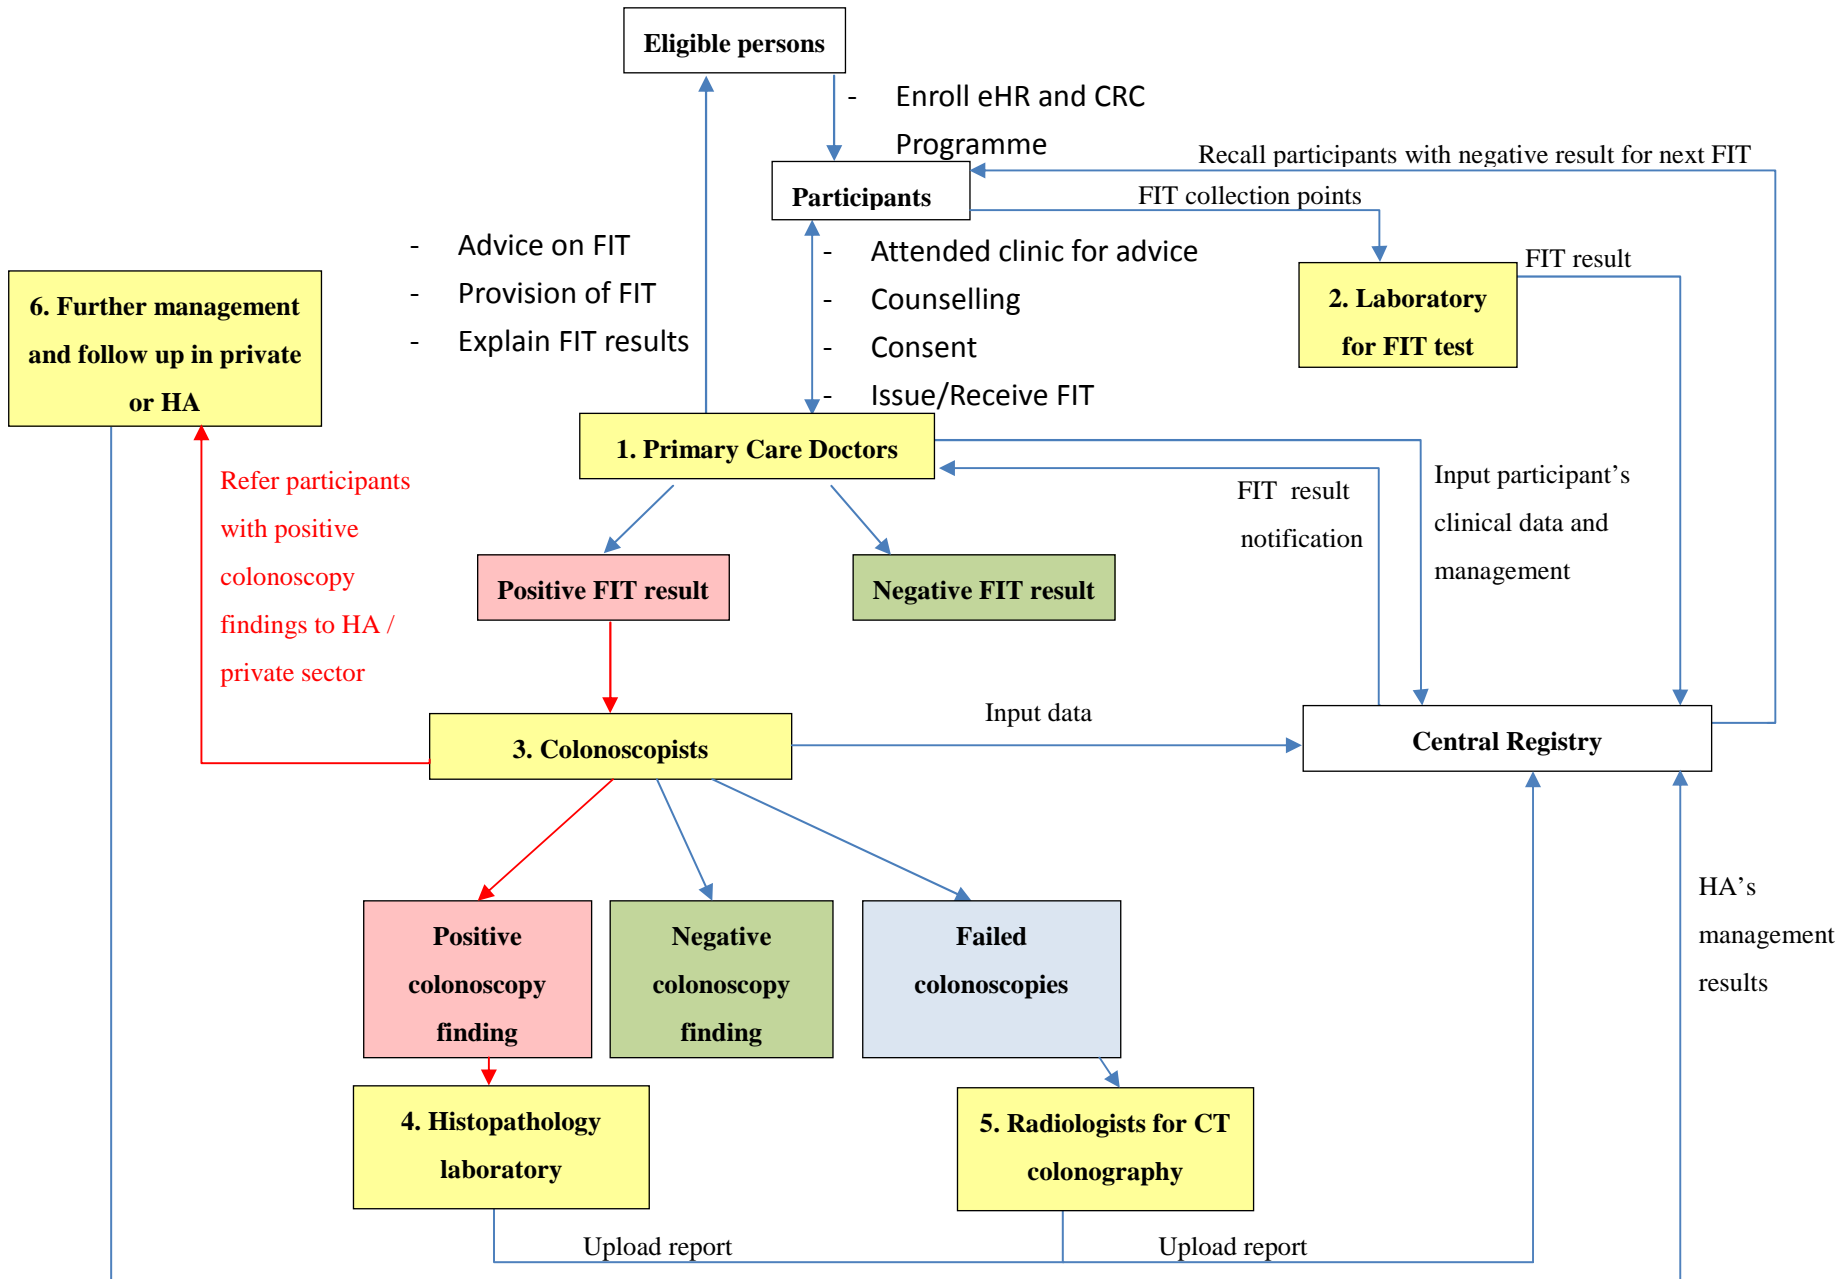 Eligible persons
- Enroll eHR and CRC
Programme
Recall participants with negative result for next FIT
Participants
FIT collection points
- Advice on FIT
- Provision of FIT
- Explain FIT results
- Attended clinic for advice
- Counselling
- Consent
- Issue/Receive FIT
FIT result
2. Laboratory
for FIT test
6. Further management
and follow up in private
or HA
1. Primary Care Doctors
Refer participants
with positive
colonoscopy
findings to HA /
private sector
FIT result
notification
Input participant’s
clinical data and
management
Positive FIT result
Negative FIT result
Input data
3. Colonoscopists
Central Registry
Positive
colonoscopy
finding
Negative
colonoscopy
finding
Failed
colonoscopies
HA’s
management
results
4. Histopathology
laboratory
5. Radiologists for CT
colonography
Upload report
Upload report